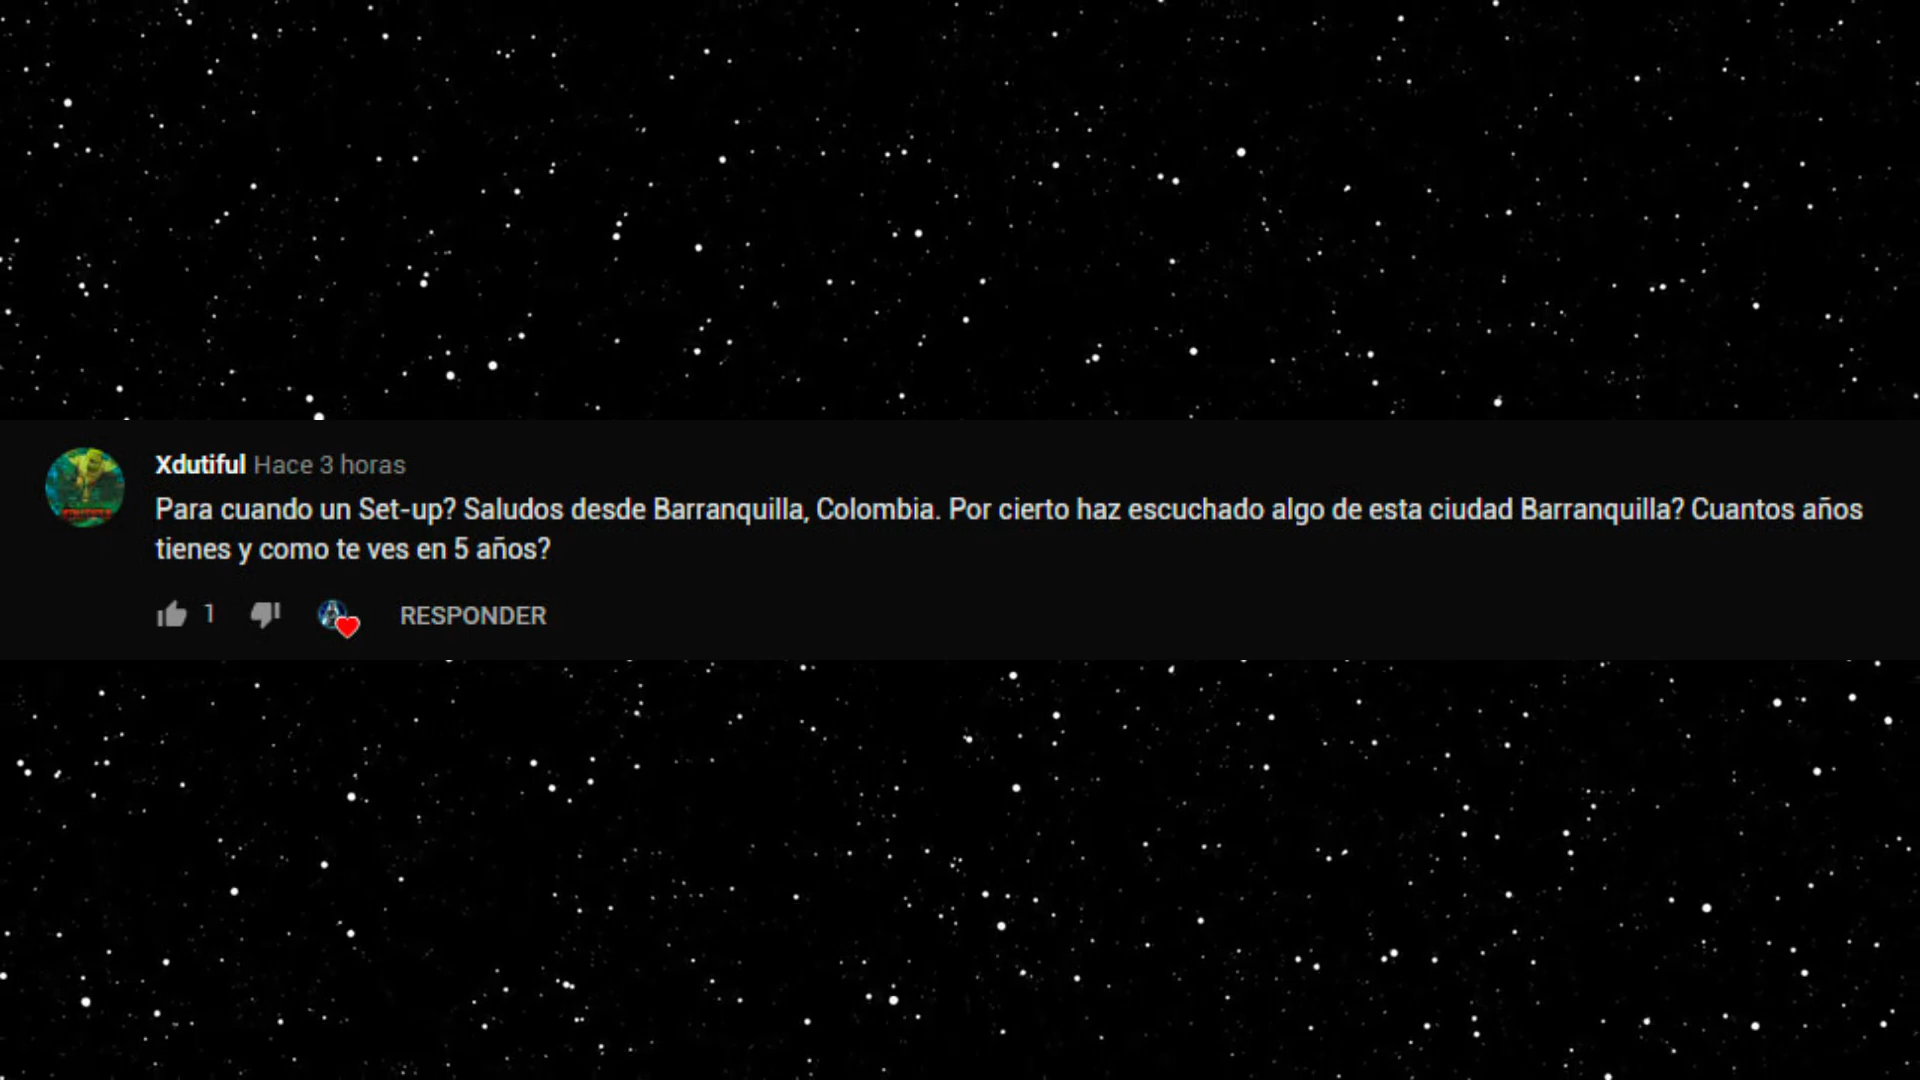 Xdutiful Hace 3 horas
Para cuando un Set-up? Saludos desde Barranquilla, Colombia. Por cierto haz escuchado algo de esta ciudad Barranquilla? Cuantos años
tienes y como te ves en 5 años?
1 RESPONDER